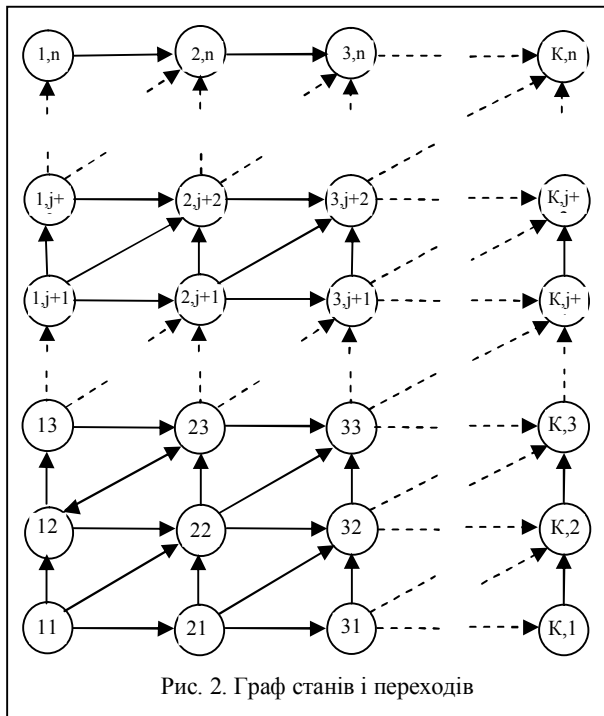 1,n 2,n 3,n К,n
1,j+ 2,j+2 3,j+2 К,j+
1,j+1 2,j+1 3,j+1 К,j+
13 23 33 К,3
12 22 32 К,2
11 21 31 К,1
Рис. 2. Граф станів і переходів